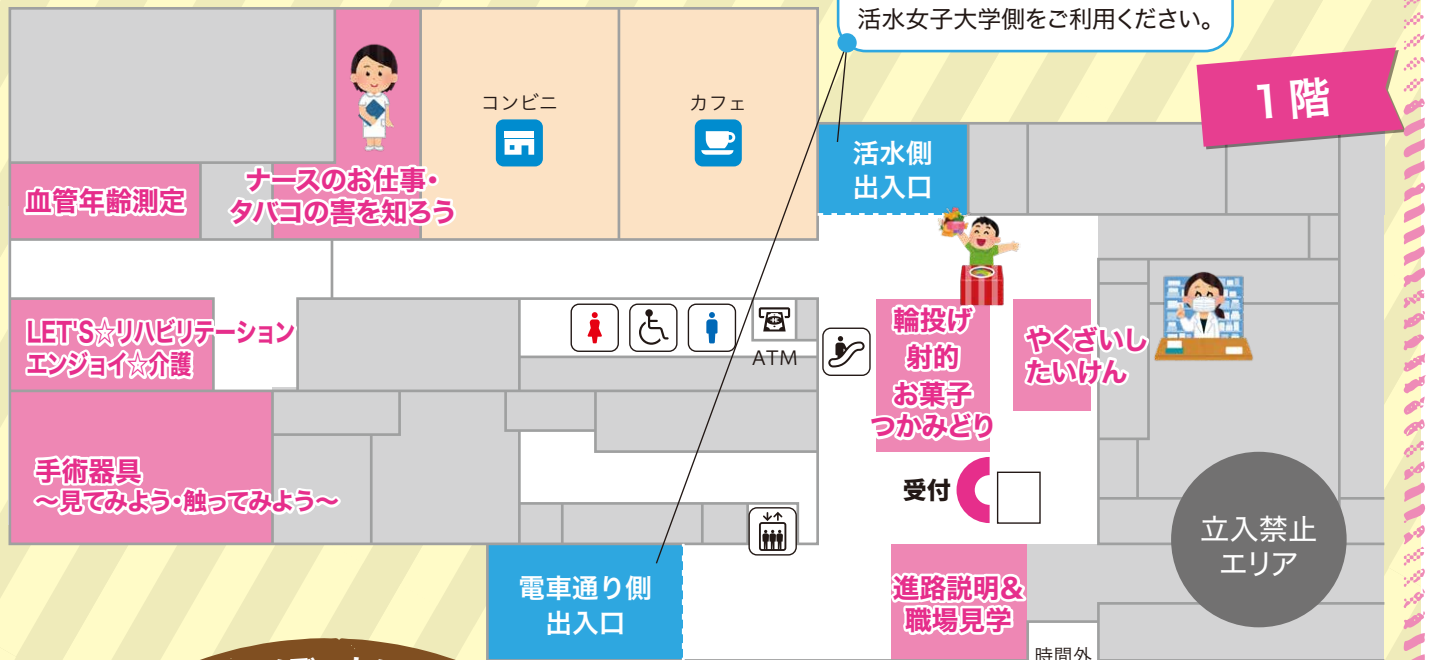 活水女子大学側をご利用ください。
1階
コンビニ
カフェ
活水側
出入口
血管年齢測定
ナースのお仕事・
タバコの害を知ろう
LET'S☆リハビリテーション
エンジョイ☆介護
ATM
輪投げ
射的
お菓子
つかみどり
やくざいし
たいけん
手術器具
～見てみよう・触ってみよう～
受付
立入禁止
エリア
電車通り側
出入口
進路説明&
職場見学
時間外